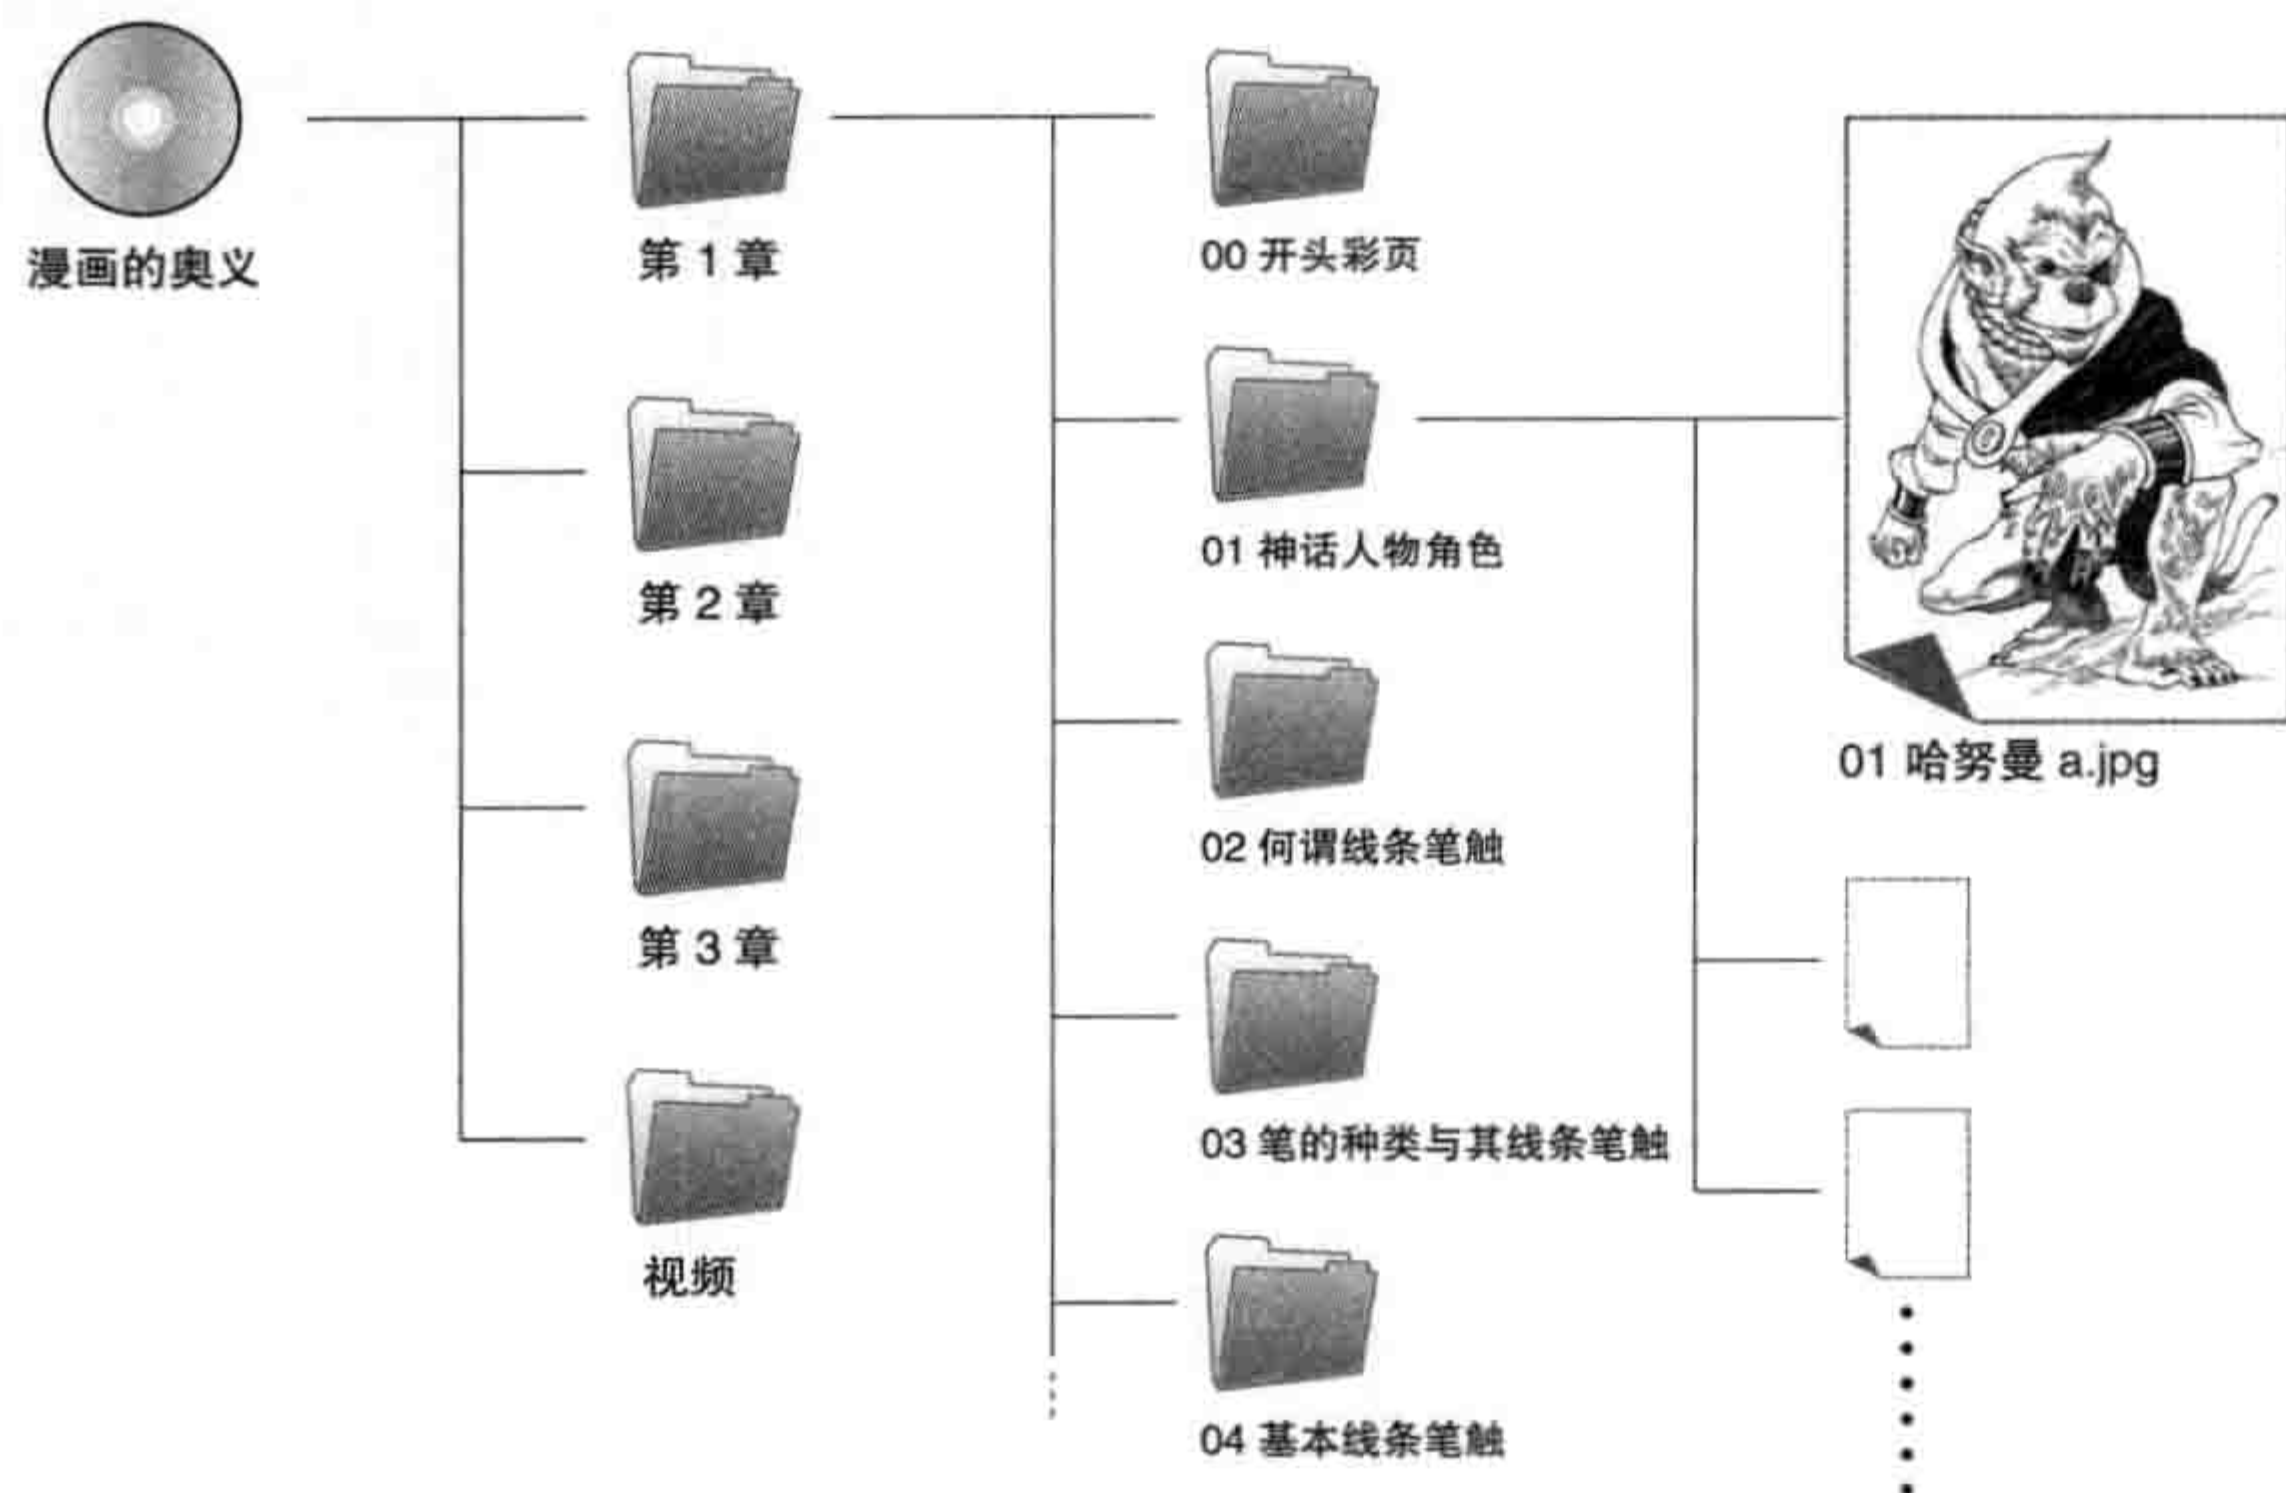 漫画的奥义
第 1 章
第 2 章
第 3 章
视频
00 开头彩页
01 神话人物角色
02 何谓线条笔触
03 笔的种类与其线条笔触
04 基本线条笔触
01 哈努曼 a.jpg